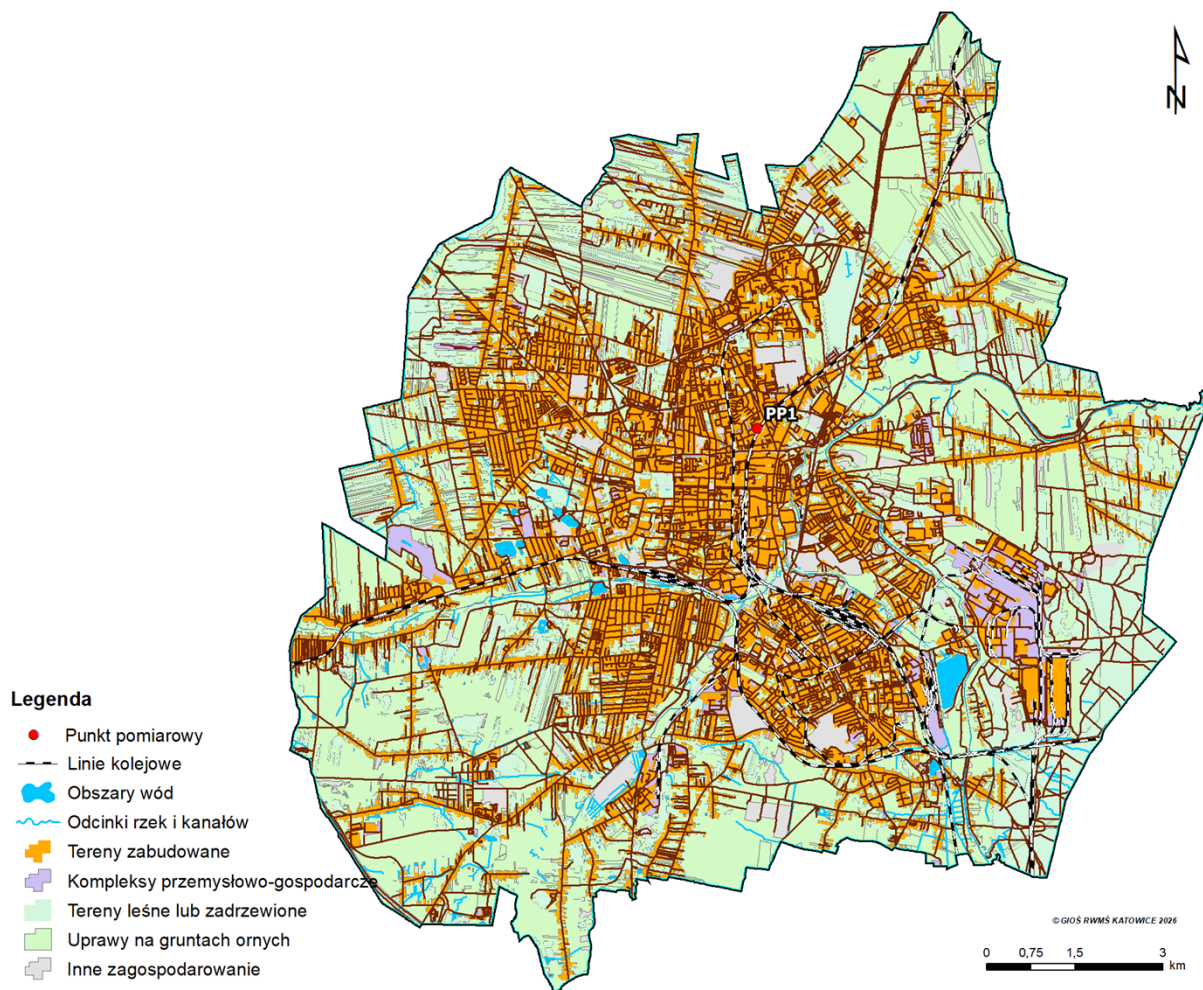 N
PP1
Legenda
Punkt pomiarowy
Linie kolejowe
Obszary wód
Odcinki rzek i kanałów
Tereny zabudowane
Kompleksy przemysłowo-gospodarcze
Tereny leśne lub zadrzewione
Uprawy na gruntach ornych
Inne zagospodarowanie
© GIOŚ RWMŚ KATOWICE 2026
0 0,75 1,5 3
km